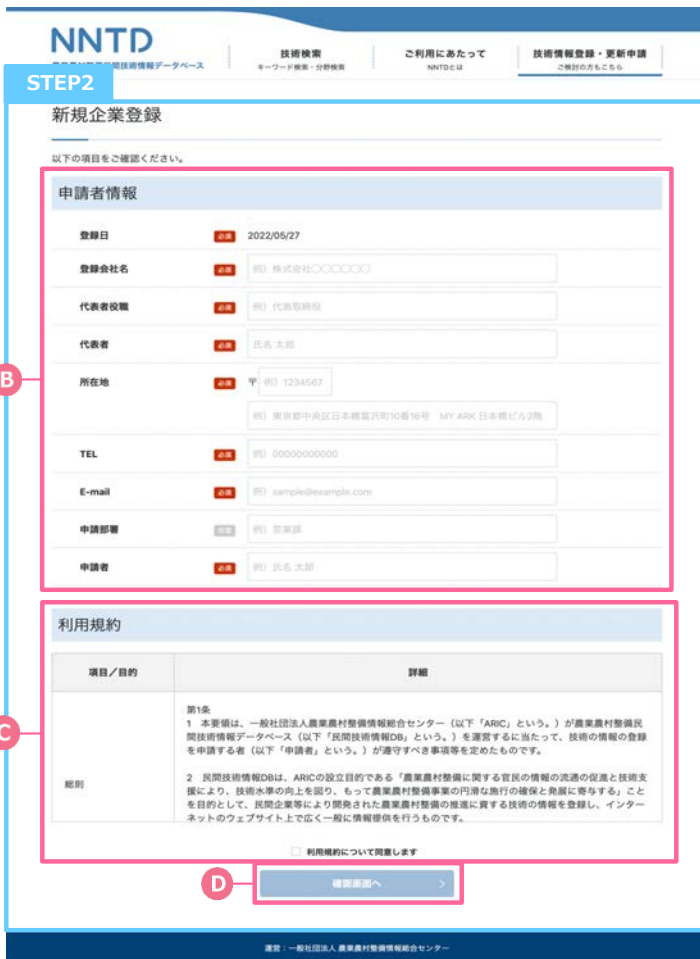 NNTD
技術情報データベース
技術検索
キーワード検索・分野検索
ご利用にあたって
NNTDとは
技術情報登録・更新申請
ご検討の方もこちら
STEP2
新規企業登録
以下の項目をご確認ください。
申請者情報
登録日 必須 2022/05/27
登録会社名 必須 例）株式会社〇〇〇〇〇〇
代表者役職 必須 例）代表取締役
代表者 必須 氏名 太郎
B
所在地 必須 〒 例）1234567
例）東京都中央区日本橋富沢町10番16号 MY ARK 日本橋ビル2階
TEL 必須 例）00000000000
E-mail 必須 例）sample@example.com
申請部署 任意 例）営業課
申請者 必須 例）氏名 太郎
利用規約
項目／目的 詳細
C
総則
第1条
1 本要領は、一般社団法人農業農村整備情報総合センター（以下「ARIC」という。）が農業農村整備民
間技術情報データベース（以下「民間技術情報DB」という。）を運営するに当たって、技術の情報の登録
を申請する者（以下「申請者」という。）が遵守すべき事項等を定めたものです。
2 民間技術情報DBは、ARICの設立目的である「農業農村整備に関する官民の情報の流通の促進と技術支
援により、技術水準の向上を図り、もって農業農村整備事業の円滑な施行の確保と発展に寄与する」こと
を目的として、民間企業等により開発された農業農村整備の推進に資する技術の情報を登録し、インター
ネットのウェブサイト上で広く一般に情報提供を行うものです。
利用規約について同意します
D
確認画面へ
運営：一般社団法人 農業農村整備情報総合センター